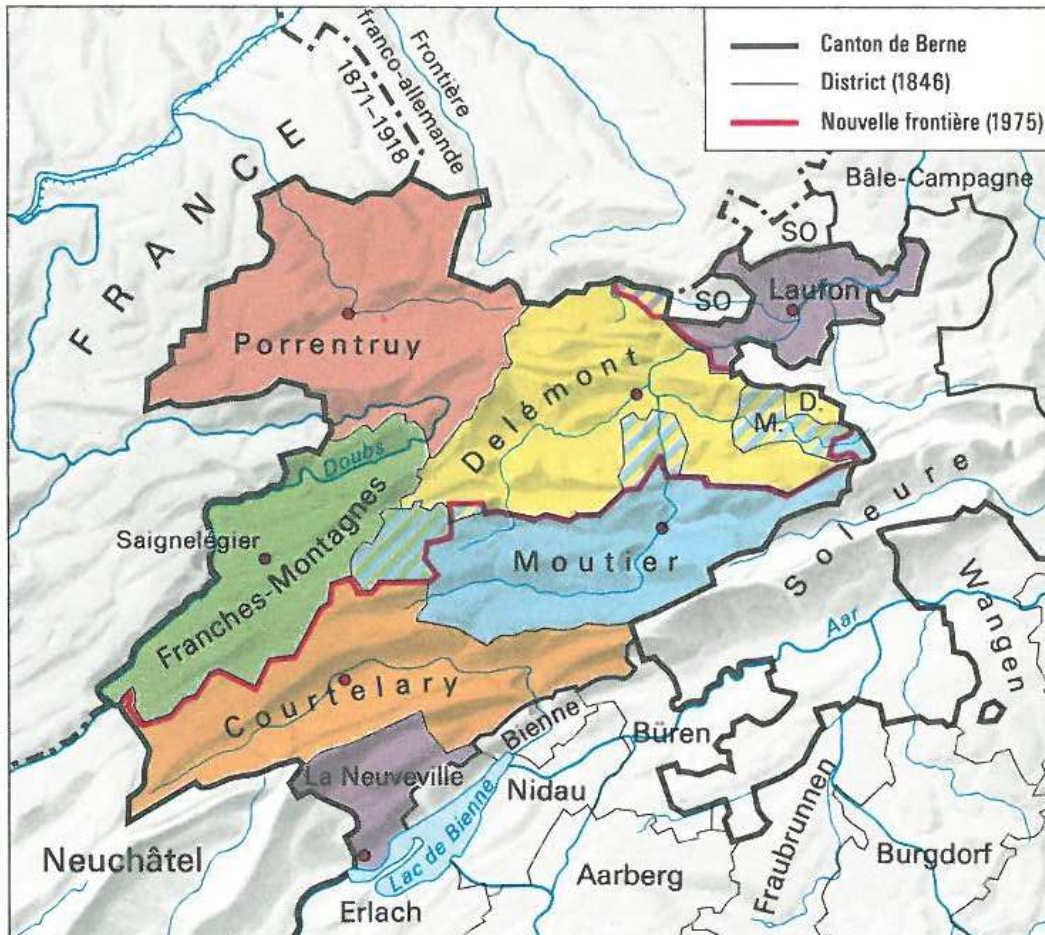 Canton de Berne
District (1846)
Nouvelle frontière (1975)
Frontière
franco-allemande
1871–1918
FRANCE
Bâle-Campagne
SO
SO
Laufon
Porrentruy
Delémont
D.
M.
Doubs
Saignelégier
Franches-Montagnes
Moutier
Soleure
Wangen
Aar
Courtelary
Bienne
Büren
La Neuveville
Nidau
Lac de Bienne
Neuchâtel
Aarberg
Fraubrunnen
Burgdorf
Erlach